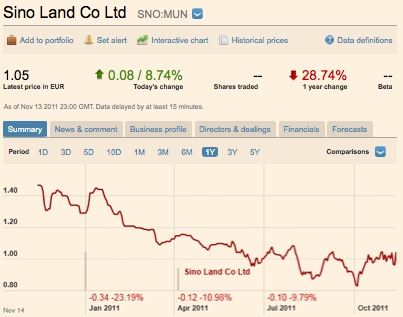 Sino Land Co Ltd SNO:MUN
Add to portfolio Set alert Interactive chart Historical prices Data definitions
1.05 0.08 / 8.74% -- 28.74% --
Latest price in EUR Today's change Shares traded 1 year change Beta
As of Nov 13 2011 23:00 GMT. Data delayed by at least 15 minutes.
Summary News & comment Business profile Directors & dealings Financials Forecasts
Period 1D 3D 5D 10D 1M 3M 6M 1Y 3Y 5Y Comparisons
1.40
1.20
1.00
Sino Land Co Ltd
0.80
-0.34 -23.19% -0.12 -10.98% -0.10 -9.79%
Nov 14 Jan 2011 Apr 2011 Jul 2011 Oct 2011